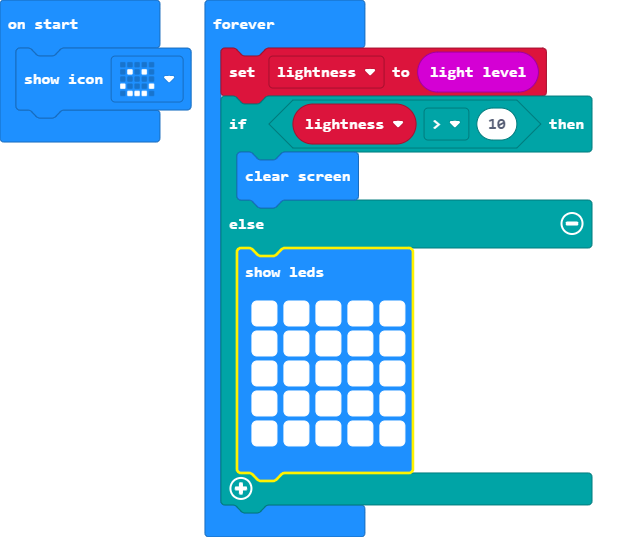 on start
show icon
forever
set lightness to light level
if lightness > 10 then
clear screen
else
show leds